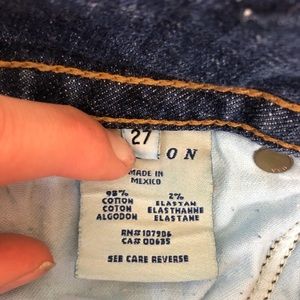 27
ON
MADE IN
MEXICO
98% 2%
COTTON ELASTAN
COTON ELASTHANNE
ALGODON ELASTANE
RN#107906
CA# 00635
SEE CARE REVERSE